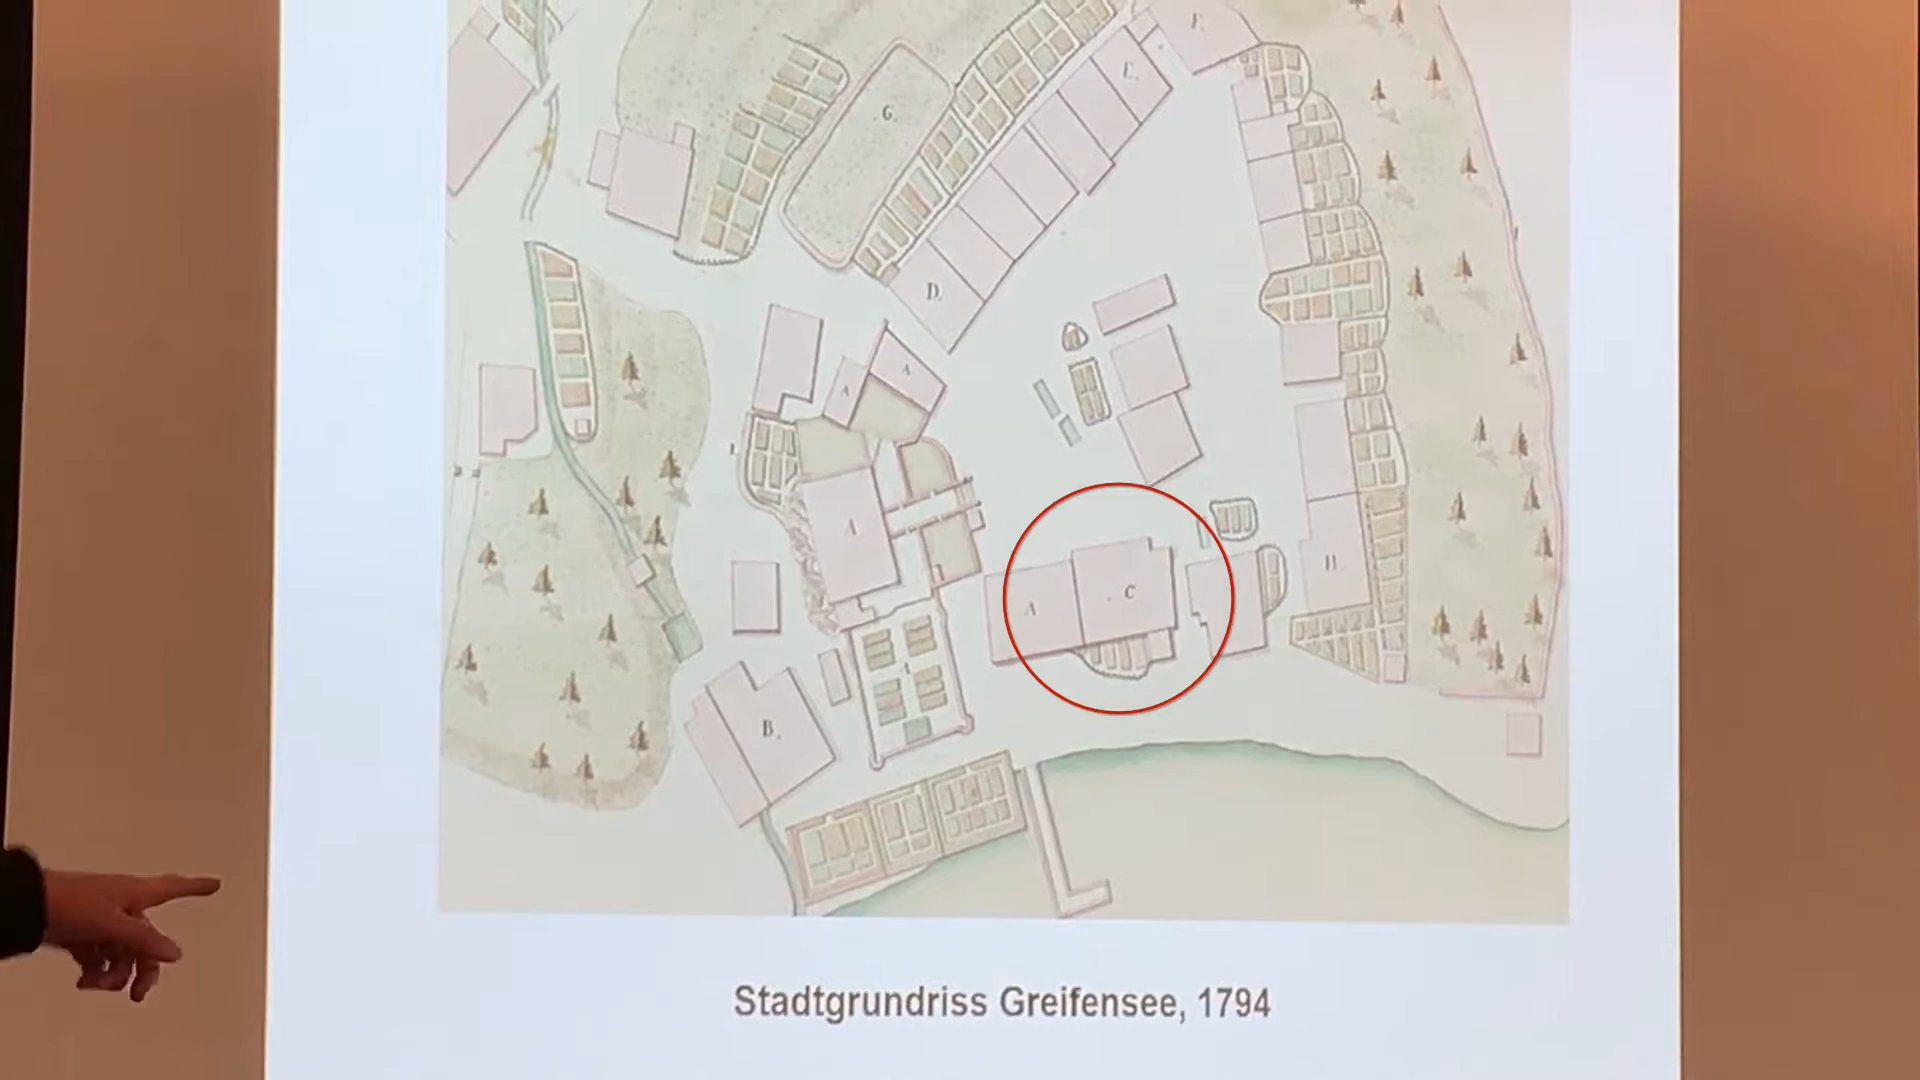 F.
E.
G.
D.
A
A
A
C
A
H.
A
B.
Stadtgrundriss Greifensee, 1794